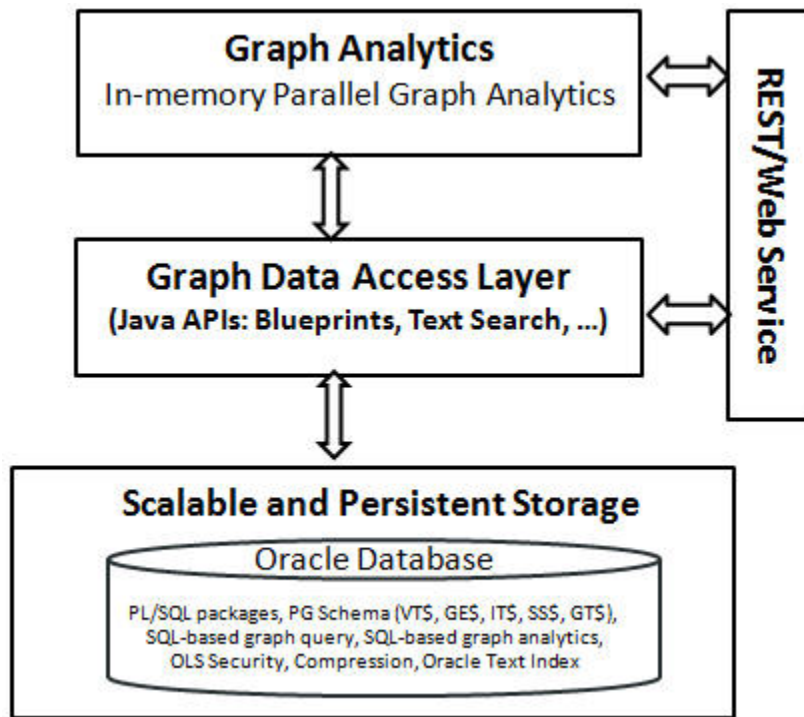 Graph Analytics
In-memory Parallel Graph Analytics
REST/Web Service
Graph Data Access Layer
(Java APIs: Blueprints, Text Search, ...)
Scalable and Persistent Storage
Oracle Database
PL/SQL packages, PG Schema (VT$, GE$, IT$, SS$, GT$),
SQL-based graph query, SQL-based graph analytics,
OLS Security, Compression, Oracle Text Index